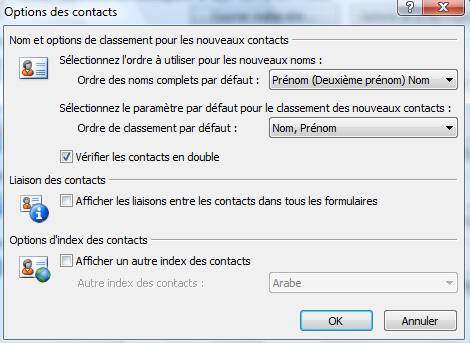 Options des contacts
Nom et options de classement pour les nouveaux contacts
Sélectionnez l'ordre à utiliser pour les nouveaux noms :
Ordre des noms complets par défaut : Prénom (Deuxième prénom) Nom
Sélectionnez le paramètre par défaut pour le classement des nouveaux contacts :
Ordre de classement par défaut : Nom, Prénom
Vérifier les contacts en double
Liaison des contacts
Afficher les liaisons entre les contacts dans tous les formulaires
Options d'index des contacts
Afficher un autre index des contacts
Autre index des contacts : Arabe
OK Annuler